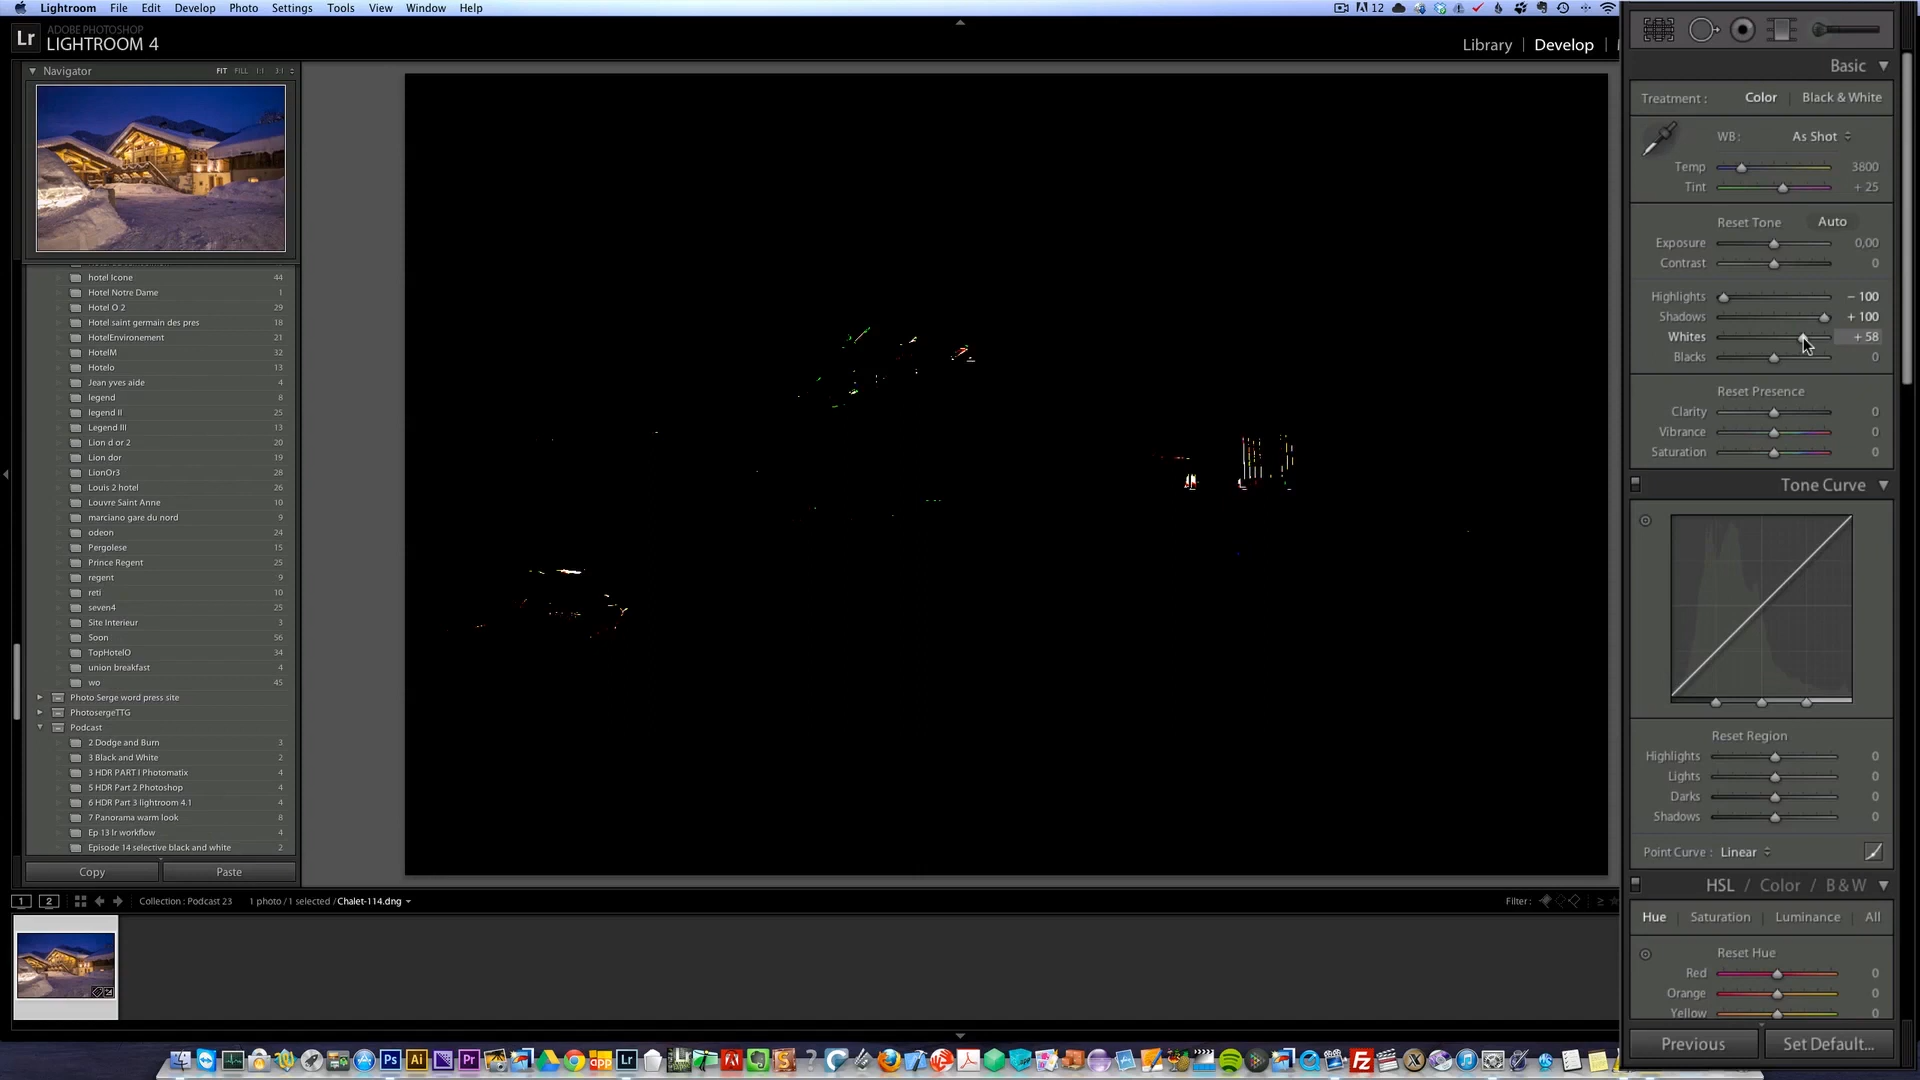 Lightroom File Edit Develop Photo Settings Tools View Window Help
12
Lr
ADOBE PHOTOSHOP
LIGHTROOM 4
Library | Develop |
Navigator FIT FILL 1:1 3:1
hotel Icone 44
Hotel Notre Dame 1
Hotel O 2 29
Hotel saint germain des pres 18
HotelEnvironement 21
HotelM 32
Hotelo 13
Jean yves aide 4
legend 8
legend II 25
Legend III 13
Lion d or 2 20
Lion dor 19
LionOr3 28
Louis 2 hotel 26
Louvre Saint Anne 10
marciano gare du nord 9
odeon 24
Pergolese 15
Prince Regent 25
regent 9
reti 10
seven4 25
Site Interieur 3
Soon 56
TopHotelO 34
union breakfast 4
wo 45
Photo Serge word press site
PhotosergeTTG
Podcast
2 Dodge and Burn 3
3 Black and White 2
3 HDR PART I Photomatix 4
5 HDR Part 2 Photoshop 4
6 HDR Part 3 lightroom 4.1 4
7 Panorama warm look 8
Ep 13 lr workflow 4
Episode 14 selective black and white 2
Copy Paste
1 2 Collection : Podcast 23 1 photo / 1 selected / Chalet-114.dng Filter :
Basic
Treatment : Color | Black & White
WB : As Shot
Temp 3800
Tint + 25
Reset Tone Auto
Exposure 0,00
Contrast 0
Highlights − 100
Shadows + 100
Whites + 58
Blacks 0
Reset Presence
Clarity 0
Vibrance 0
Saturation 0
Tone Curve
Reset Region
Highlights 0
Lights 0
Darks 0
Shadows 0
Point Curve : Linear
HSL / Color / B & W
Hue Saturation Luminance All
Reset Hue
Red 0
Orange 0
Yellow 0
Previous Set Default...
Ps Ai Pr app Lr Fz